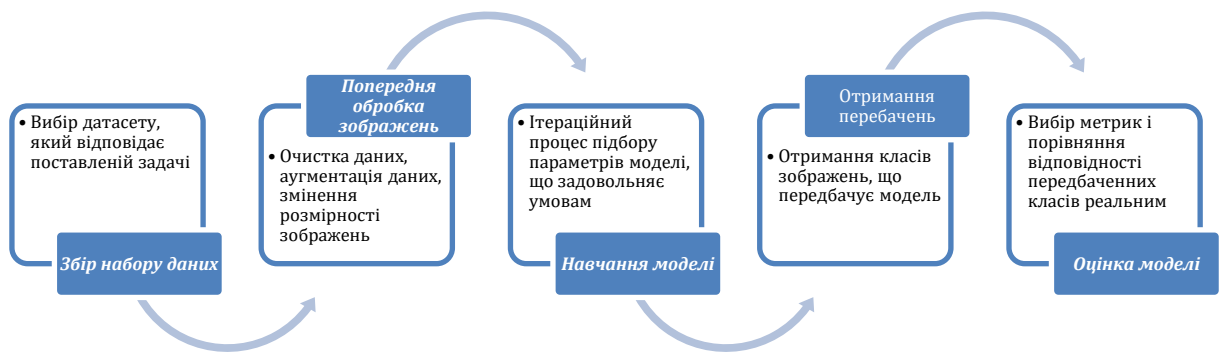 • Вибір датасету,
який відповідає
поставленій задачі
Збір набору даних
Попередня
обробка
зображень
• Очистка даних,
аугментація даних,
змінення
розмірності
зображень
• Ітераційний
процес підбору
параметрів моделі,
що задовольняє
умовам
Навчання моделі
Отримання
перебачень
• Отримання класів
зображень, що
передбачує модель
• Вибір метрик і
порівняння
відповідності
передбаченних
класів реальним
Оцінка моделі